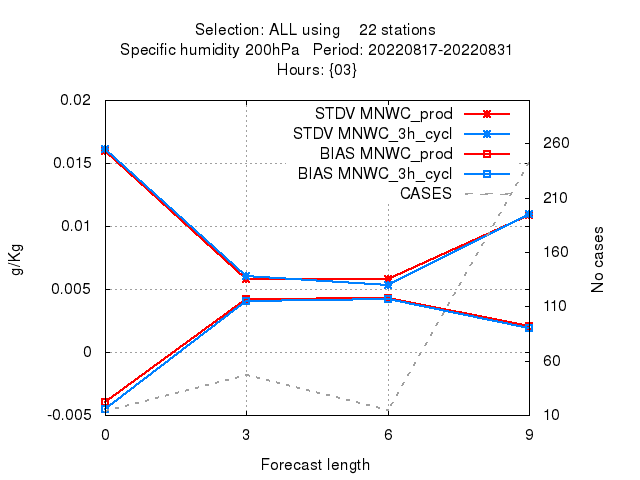 Selection: ALL using    22 stations
Specific humidity 200hPa   Period: 20220817-20220831
Hours: {03}
0.02
0.015
0.01
0.005
0
-0.005
g/Kg
STDV MNWC_prod
STDV MNWC_3h_cycl
BIAS MNWC_prod
BIAS MNWC_3h_cycl
CASES
260
210
160
110
60
10
No cases
0 3 6 9
Forecast length